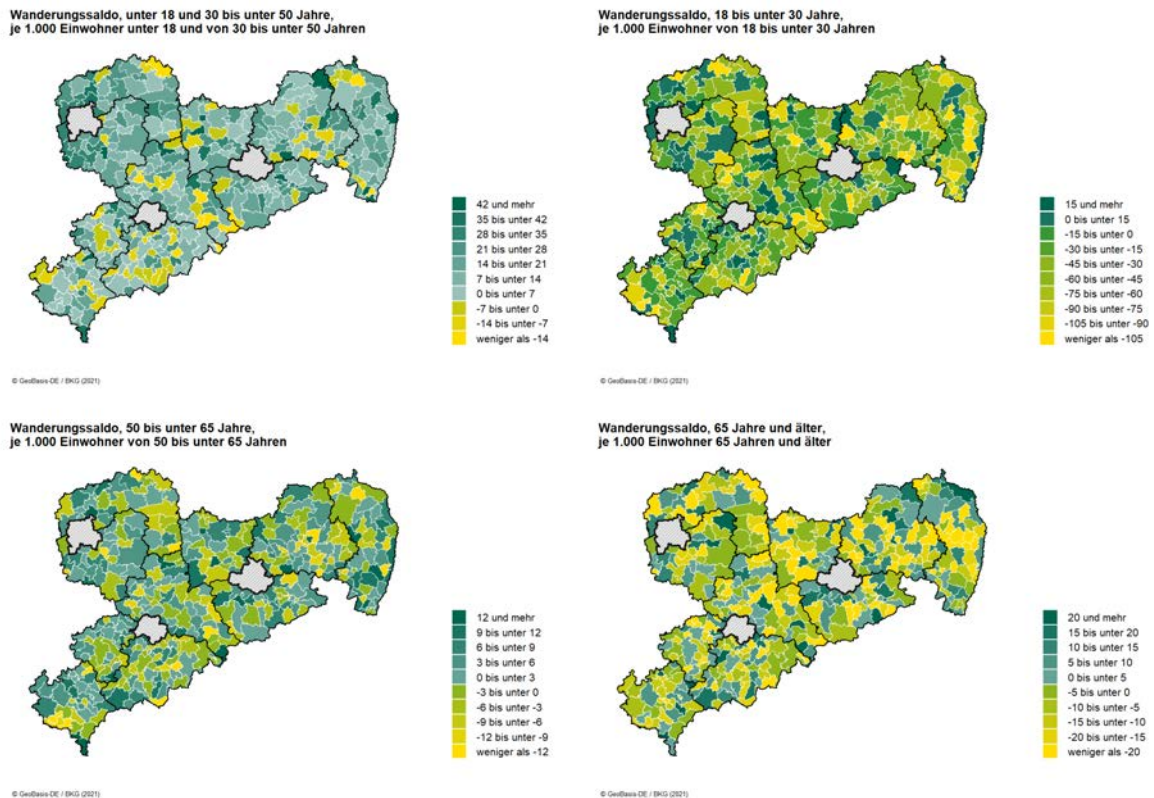 Wanderungssaldo, unter 18 und 30 bis unter 50 Jahre,
je 1.000 Einwohner unter 18 und von 30 bis unter 50 Jahren
42 und mehr
35 bis unter 42
28 bis unter 35
21 bis unter 28
14 bis unter 21
7 bis unter 14
0 bis unter 7
-7 bis unter 0
-14 bis unter -7
weniger als -14
© GeoBasis-DE / BKG (2021)
Wanderungssaldo, 18 bis unter 30 Jahre,
je 1.000 Einwohner von 18 bis unter 30 Jahren
15 und mehr
0 bis unter 15
-15 bis unter 0
-30 bis unter -15
-45 bis unter -30
-60 bis unter -45
-75 bis unter -60
-90 bis unter -75
-105 bis unter -90
weniger als -105
© GeoBasis-DE / BKG (2021)
Wanderungssaldo, 50 bis unter 65 Jahre,
je 1.000 Einwohner von 50 bis unter 65 Jahren
12 und mehr
9 bis unter 12
6 bis unter 9
3 bis unter 6
0 bis unter 3
-3 bis unter 0
-6 bis unter -3
-9 bis unter -6
-12 bis unter -9
weniger als -12
© GeoBasis-DE / BKG (2021)
Wanderungssaldo, 65 Jahre und älter,
je 1.000 Einwohner 65 Jahren und älter
20 und mehr
15 bis unter 20
10 bis unter 15
5 bis unter 10
0 bis unter 5
-5 bis unter 0
-10 bis unter -5
-15 bis unter -10
-20 bis unter -15
weniger als -20
© GeoBasis-DE / BKG (2021)